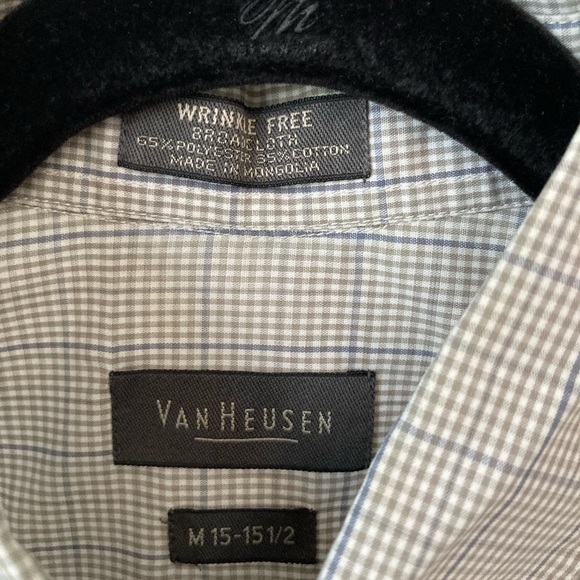 WRINKLE FREE
BROADCLOTH
65% POLYESTER 35% COTTON
MADE IN MONGOLIA
VAN HEUSEN
M 15-15 1/2